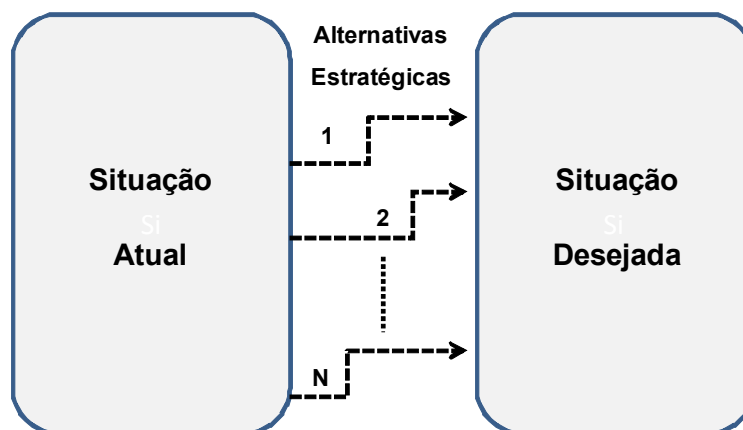 Alternativas
Estratégicas
1
Situação
Si
Atual
2
N
Situação
Si
Desejada